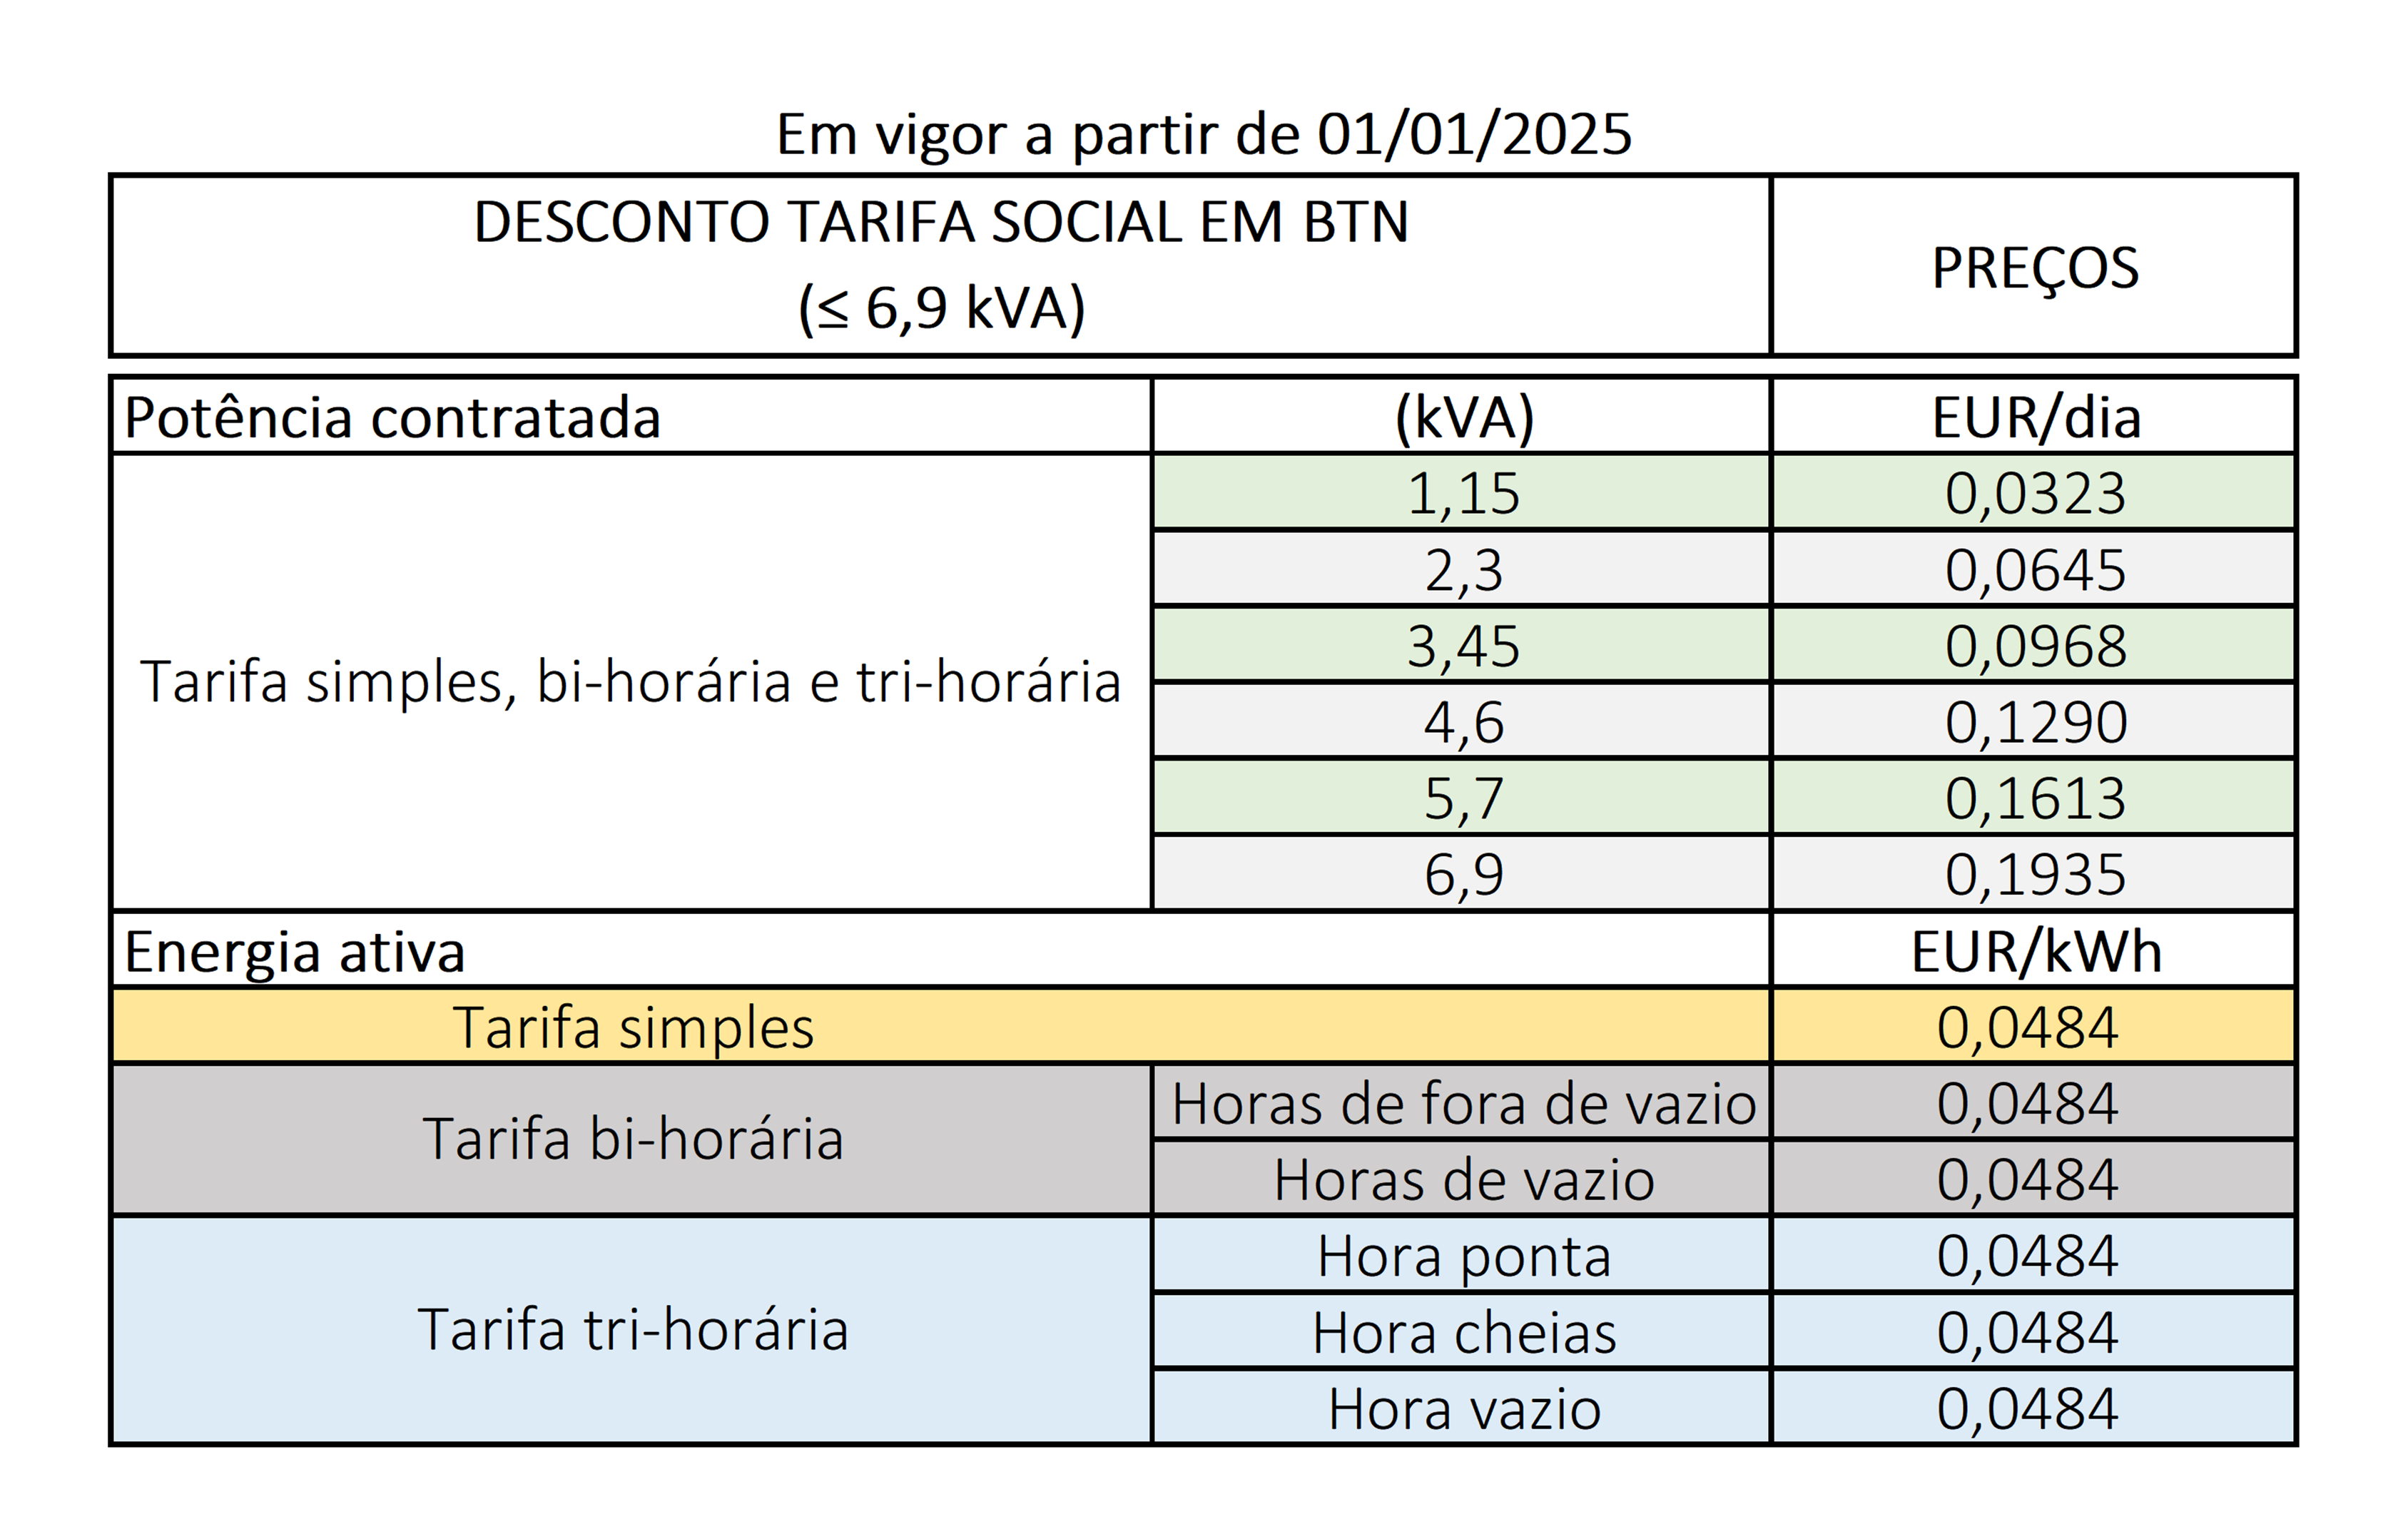 Em vigor a partir de 01/01/2025
DESCONTO TARIFA SOCIAL EM BTN
(≤ 6,9 kVA)
PREÇOS
Potência contratada (kVA) EUR/dia
Tarifa simples, bi-horária e tri-horária
1,15 0,0323
2,3 0,0645
3,45 0,0968
4,6 0,1290
5,7 0,1613
6,9 0,1935
Energia ativa EUR/kWh
Tarifa simples 0,0484
Tarifa bi-horária
Horas de fora de vazio 0,0484
Horas de vazio 0,0484
Tarifa tri-horária
Hora ponta 0,0484
Hora cheias 0,0484
Hora vazio 0,0484